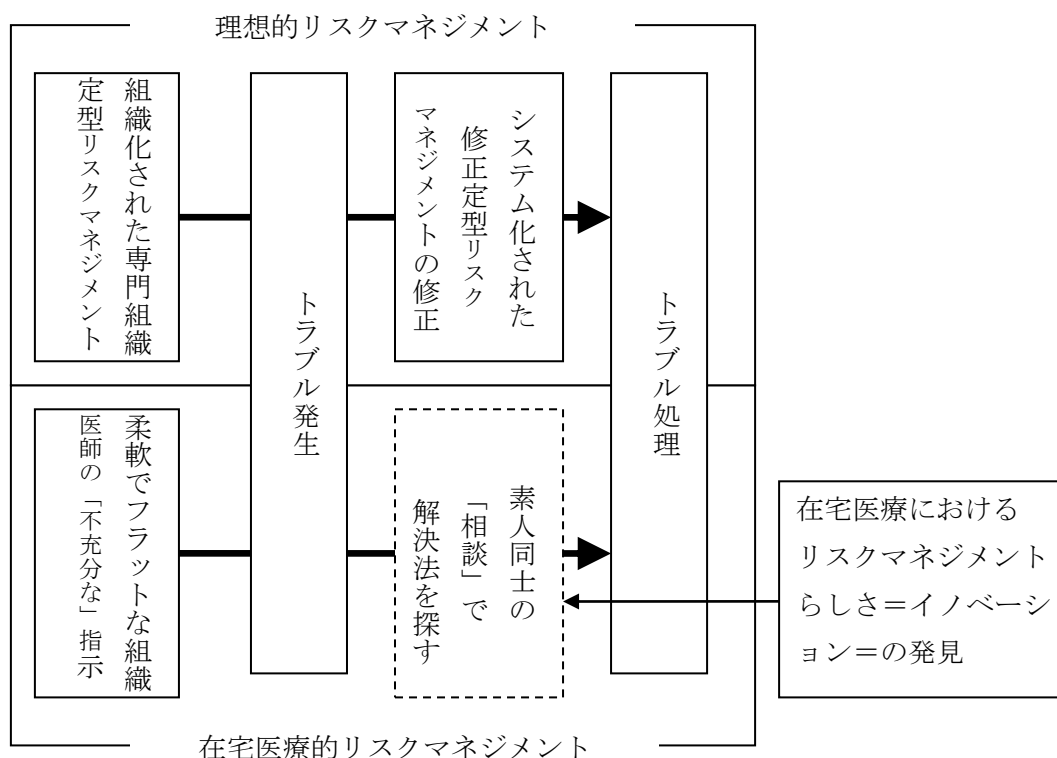 理想的リスクマネジメント
組織化された専門組織
定型リスクマネジメント
トラブル発生
システム化された
修正定型リスク
マネジメントの修正
トラブル処理
柔軟でフラットな組織
医師の「不充分な」指示
素人同士の
「相談」で
解決法を探す
在宅医療における
リスクマネジメント
らしさ＝イノベーシ
ョン＝の発見
在宅医療的リスクマネジメント